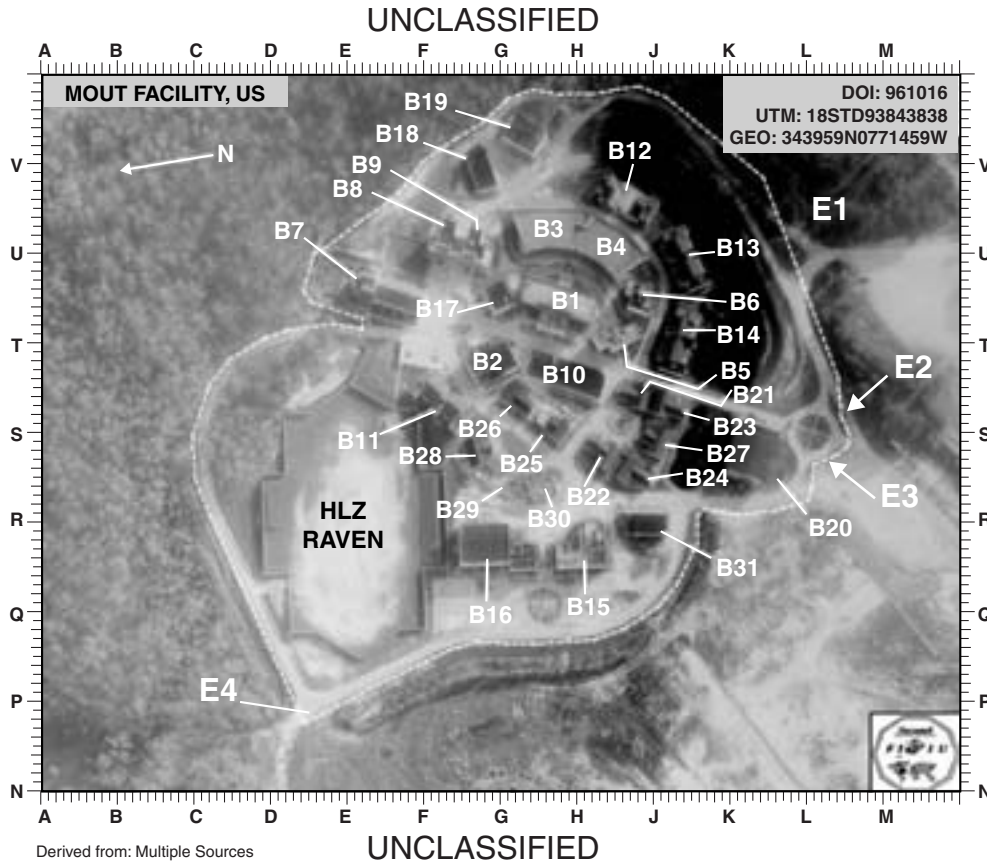 UNCLASSIFIED
A B C D E F G H J K L M
MOUT FACILITY, US
DOI: 961016
UTM: 18STD93843838
GEO: 343959N0771459W
B19
B18
B12
N
V V
B9
B8
E1
B3
B7
B4
B13
U U
B1
B6
B17
B14
T T
B2
B10
B5
E2
B21
B26
B23
B11
S S
B28
B25
B27
B22
B24
E3
B29
B30
B20
HLZ
RAVEN
R R
B31
B16
B15
Q Q
E4
P P
N N
A B C D E F G H J K L M
Derived from: Multiple Sources
UNCLASSIFIED